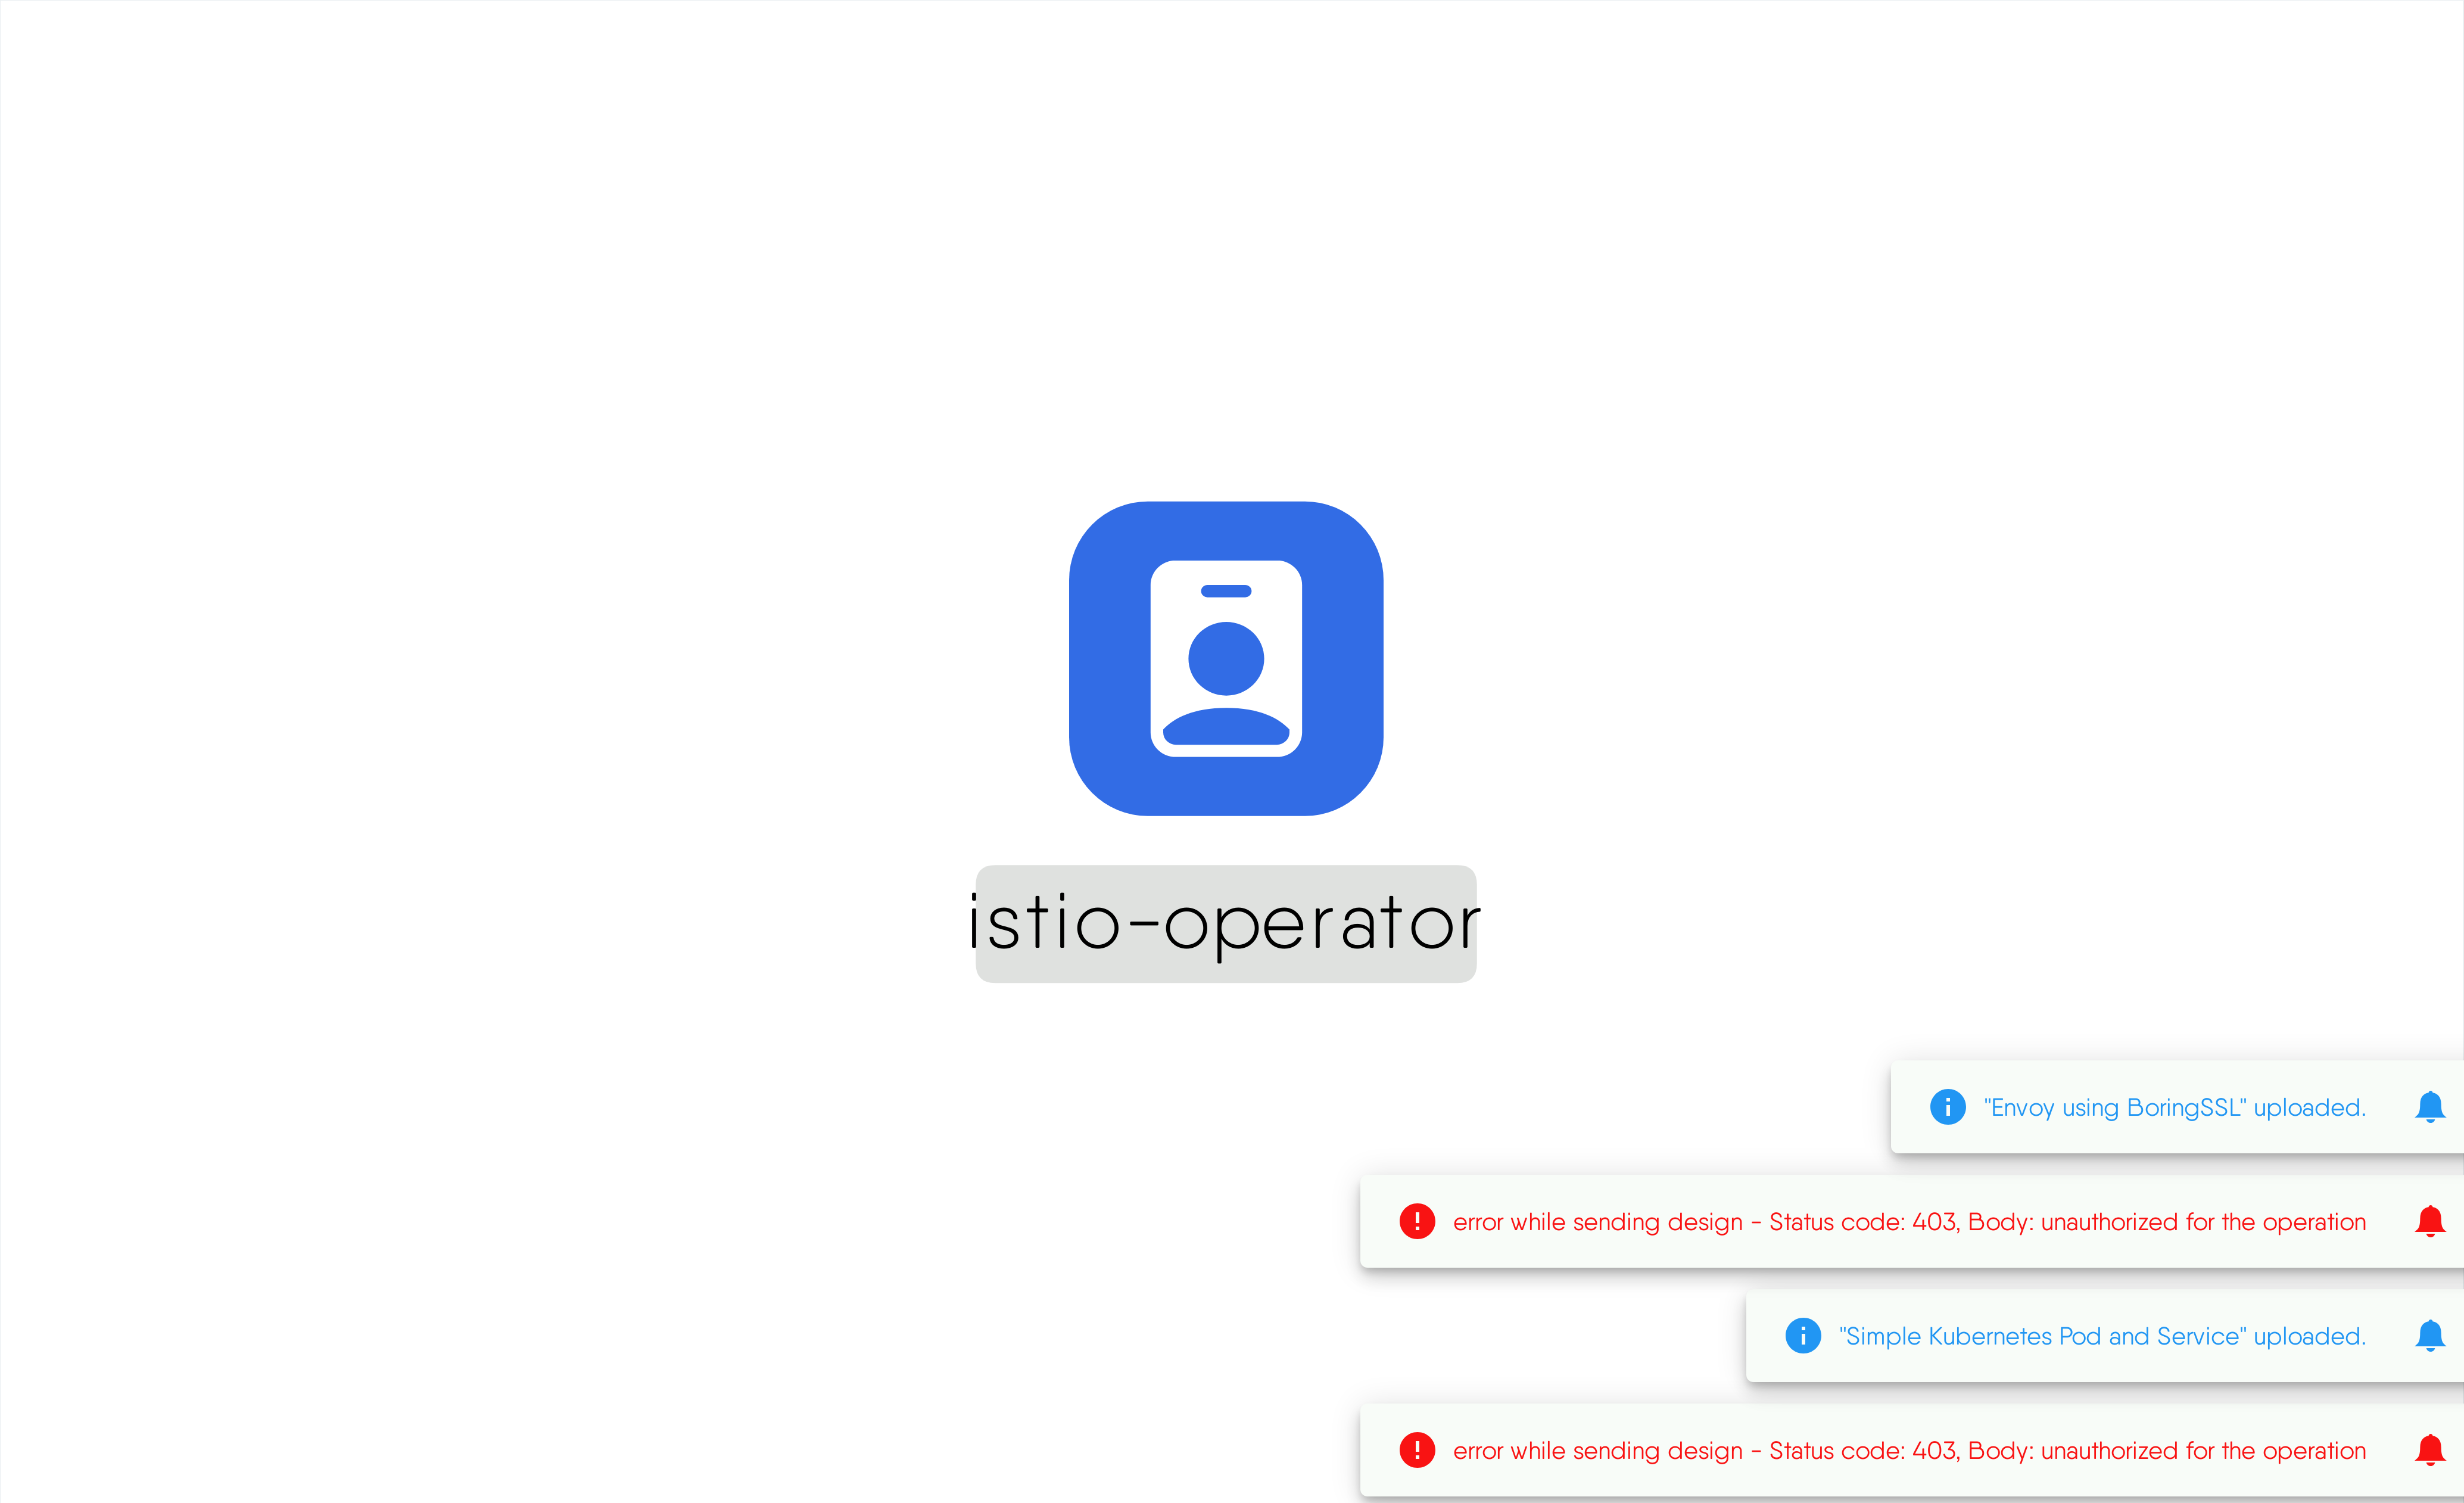 istio-operator
"Envoy using BoringSSL" uploaded.
error while sending design - Status code: 403, Body: unauthorized for the operation
"Simple Kubernetes Pod and Service" uploaded.
error while sending design - Status code: 403, Body: unauthorized for the operation